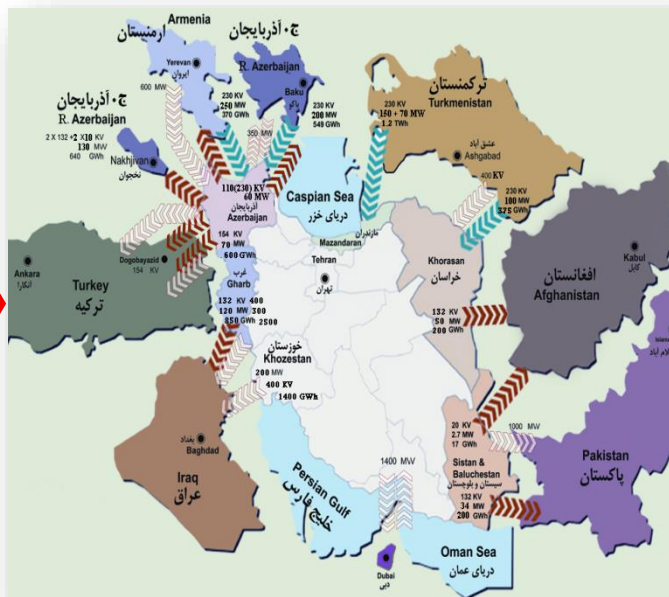 Armenia
ارمنستان
Yerevan
ایروان
600 MW
ج۰ آذربایجان
R. Azerbaijan
Baku
باکو
230 KV
250 MW
370 GWh
350 MW
230 KV
200 MW
549 GWh
ج۰ آذربایجان
R. Azerbaijan
2 X 132 +2 X10 KV
130 MW
640 GWh
Nakhjivan
نخجوان
ترکمنستان
Turkmenistan
230 KV
150 + 70 MW
1.2 TWh
عشق آباد
Ashgabad
400 KV
230 KV
100 MW
375 GWh
110(230) KV
60 MW
آذربایجان
Azerbaijan
Caspian Sea
دریای خزر
مازندران
Mazandaran
Tehran
تهران
Khorasan
خراسان
Kabul
کابل
افغانستان
Afghanistan
Ankara
آنکارا
Turkey
ترکیه
Dogobeyazid
154 KV
154 KV
70 MW
600 GWh
غرب
Gharb
132 KV 400
120 MW 300
850 GWh 2500
132 KV
50 MW
200 GWh
خوزستان
Khozestan
200 MW
400 KV
1400 GWh
بغداد
Baghdad
Iraq
عراق
Persian Gulf
خلیج فارس
1400 MW
20 KV
2.7 MW
17 GWh
1000 MW
Sistan &
Baluchestan
سیستان و بلوچستان
132 KV
34 MW
200 GWh
Pakistan
پاکستان
Dubai
دبی
Oman Sea
دریای عمان